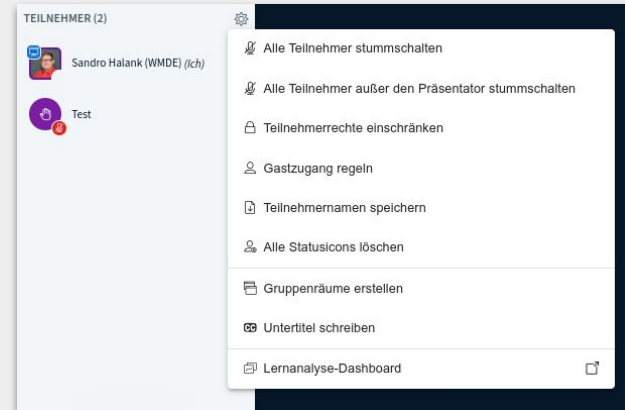 TEILNEHMER (2)
Sandro Halank (WMDE) (Ich)
Test
Alle Teilnehmer stummschalten
Alle Teilnehmer außer den Präsentator stummschalten
Teilnehmerrechte einschränken
Gastzugang regeln
Teilnehmernamen speichern
Alle Statusicons löschen
Gruppenräume erstellen
Untertitel schreiben
Lernanalyse-Dashboard